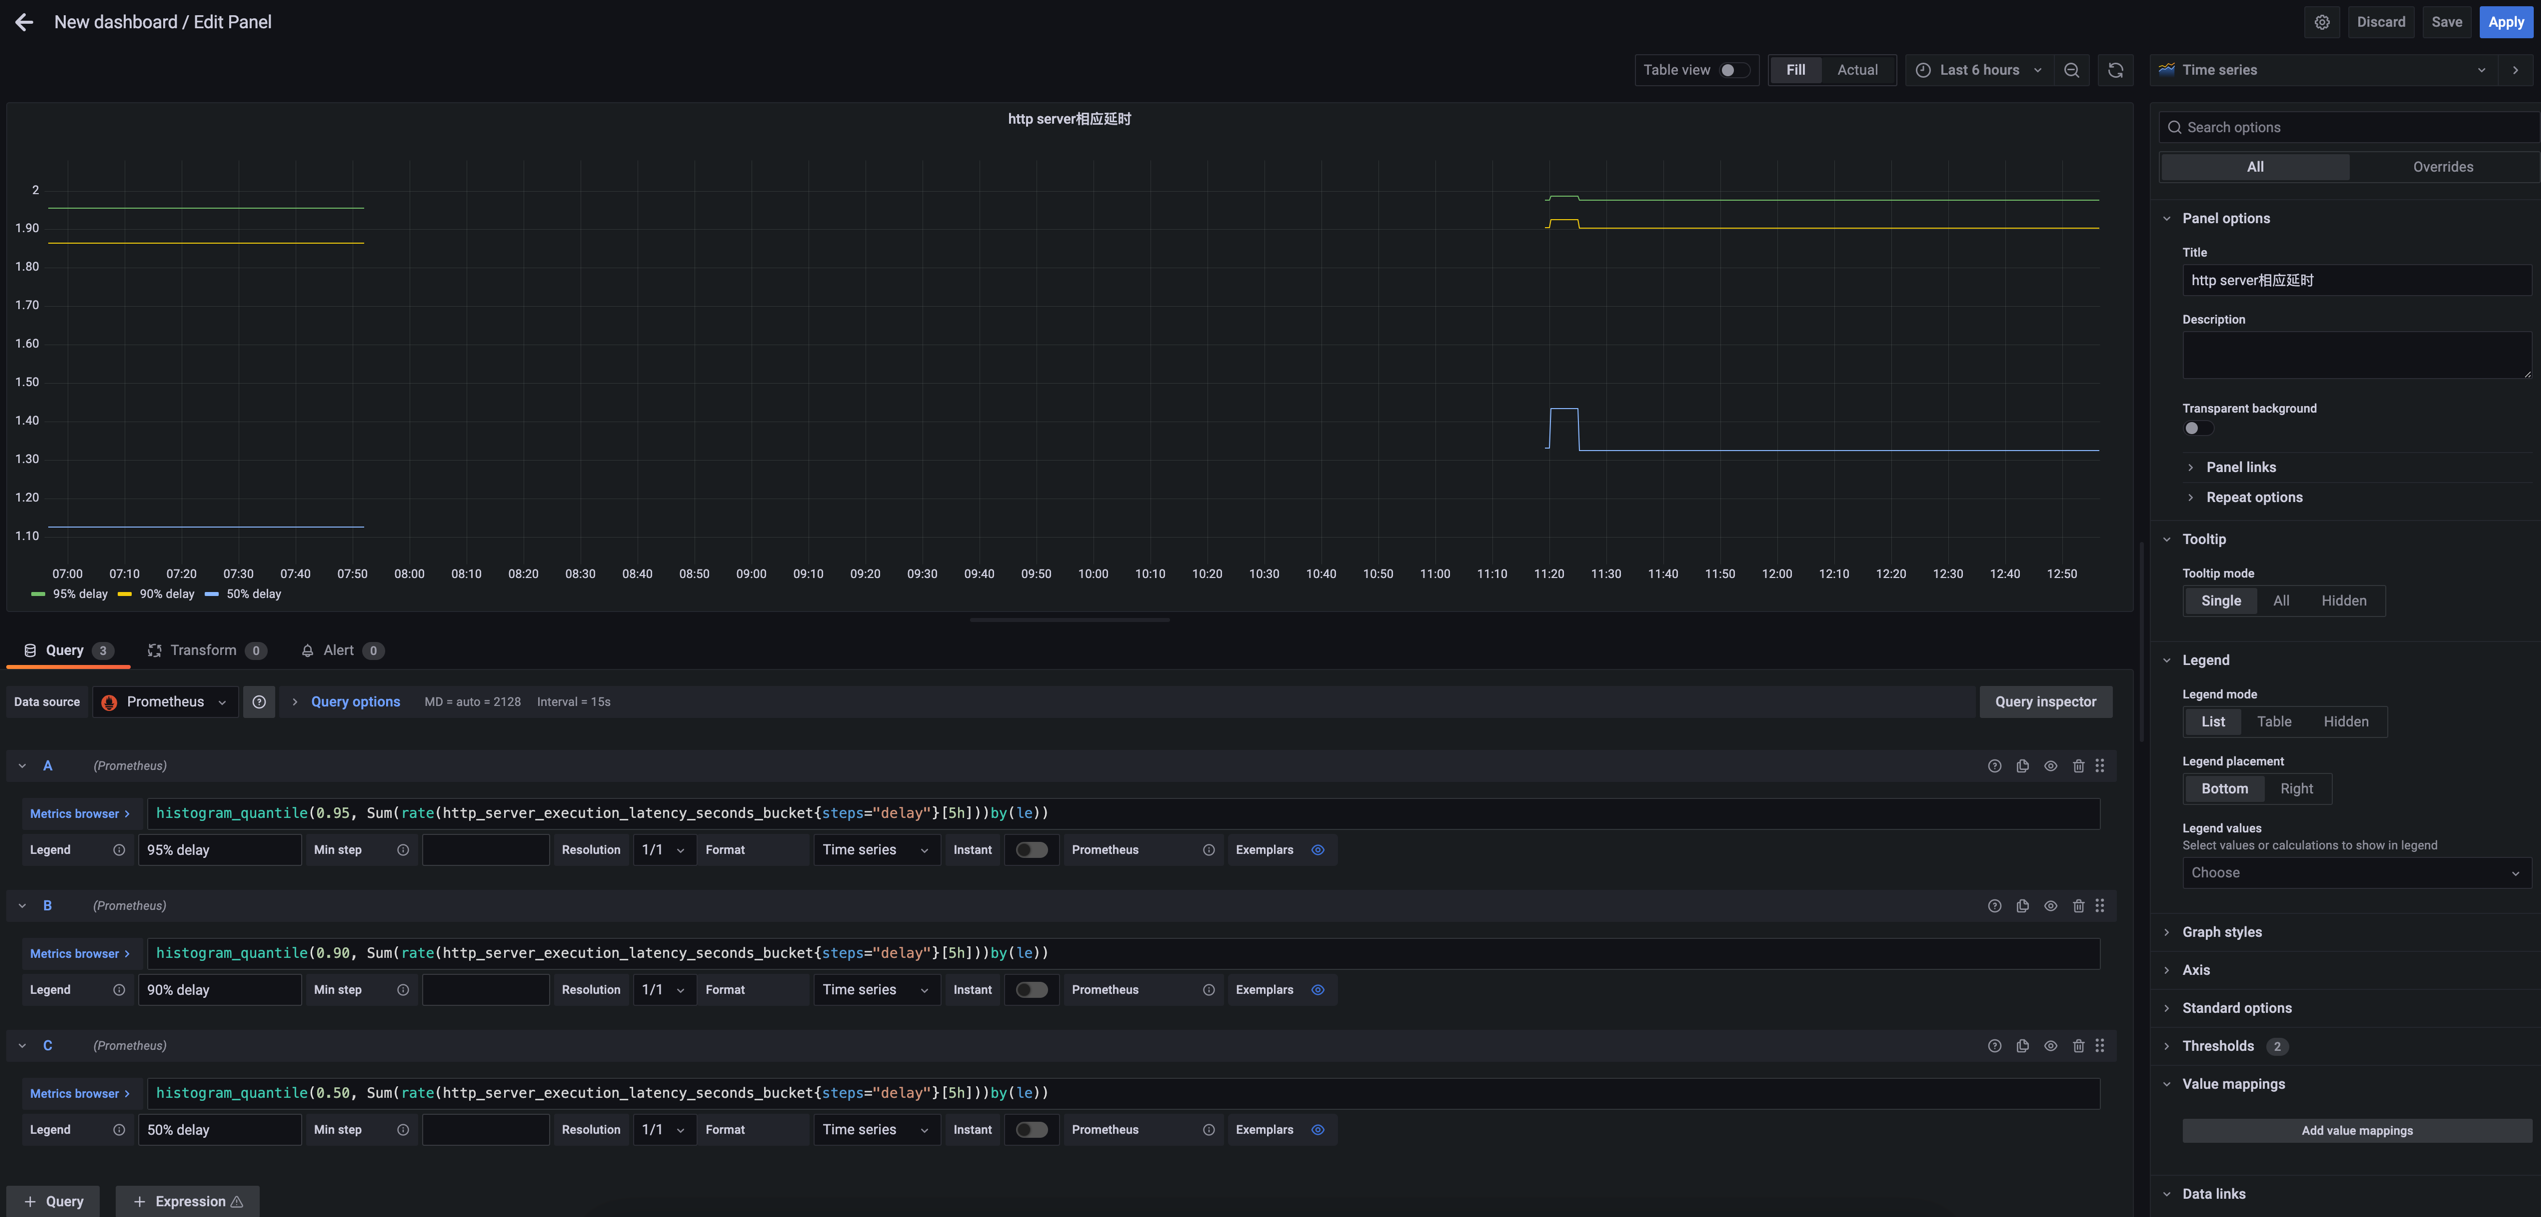 New dashboard / Edit Panel
Discard
Save
Apply
Table view
Fill
Actual
Last 6 hours
Time series
http server相应延时
2
1.90
1.80
1.70
1.60
1.50
1.40
1.30
1.20
1.10
07:00 07:10 07:20 07:30 07:40 07:50 08:00 08:10 08:20 08:30 08:40 08:50 09:00 09:10 09:20 09:30 09:40 09:50 10:00 10:10 10:20 10:30 10:40 10:50 11:00 11:10 11:20 11:30 11:40 11:50 12:00 12:10 12:20 12:30 12:40 12:50
95% delay 90% delay 50% delay
Query 3 Transform 0 Alert 0
Data source Prometheus Query options MD = auto = 2128 Interval = 15s Query inspector
A (Prometheus)
Metrics browser > histogram_quantile(0.95, Sum(rate(http_server_execution_latency_seconds_bucket{steps="delay"}[5h]))by(le))
Legend 95% delay Min step Resolution 1/1 Format Time series Instant Prometheus Exemplars
B (Prometheus)
Metrics browser > histogram_quantile(0.90, Sum(rate(http_server_execution_latency_seconds_bucket{steps="delay"}[5h]))by(le))
Legend 90% delay Min step Resolution 1/1 Format Time series Instant Prometheus Exemplars
C (Prometheus)
Metrics browser > histogram_quantile(0.50, Sum(rate(http_server_execution_latency_seconds_bucket{steps="delay"}[5h]))by(le))
Legend 50% delay Min step Resolution 1/1 Format Time series Instant Prometheus Exemplars
+ Query + Expression
Search options
All Overrides
Panel options
Title
http server相应延时
Description
Transparent background
Panel links
Repeat options
Tooltip
Tooltip mode
Single All Hidden
Legend
Legend mode
List Table Hidden
Legend placement
Bottom Right
Legend values
Select values or calculations to show in legend
Choose
Graph styles
Axis
Standard options
Thresholds 2
Value mappings
Add value mappings
Data links